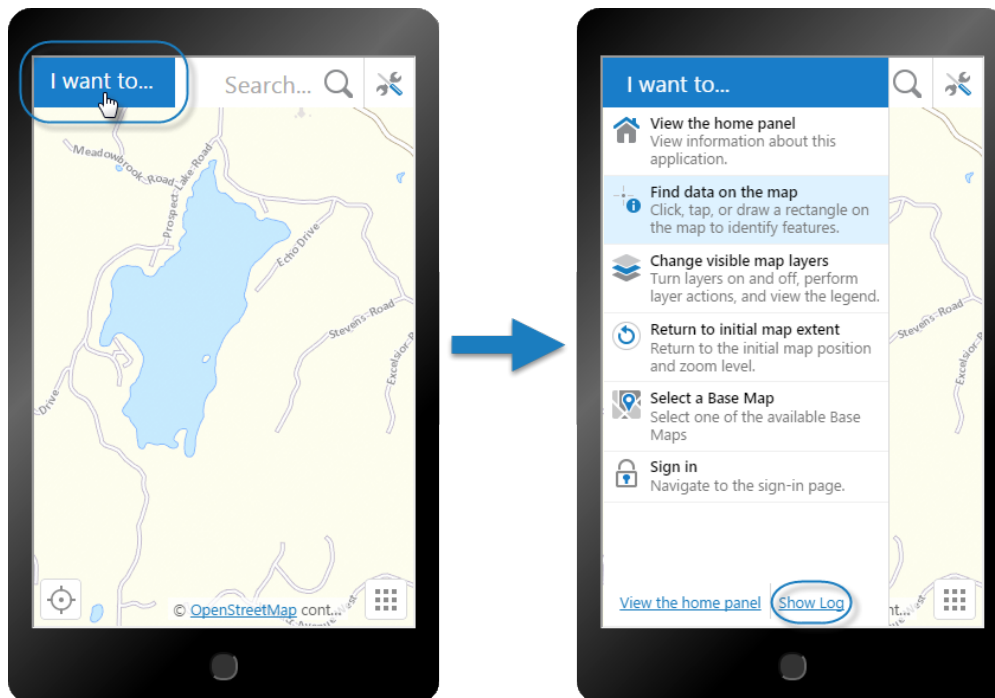 I want to...
Search...
Meadowbrook Road
Prospect Lake Road
Echo Drive
Stevens Road
Drive
© OpenStreetMap cont...
I want to...
View the home panel
View information about this
application.
Find data on the map
Click, tap, or draw a rectangle on
the map to identify features.
Change visible map layers
Turn layers on and off, perform
layer actions, and view the legend.
Return to initial map extent
Return to the initial map position
and zoom level.
Select a Base Map
Select one of the available Base
Maps
Sign in
Navigate to the sign-in page.
Stevens Road
View the home panel
Show Log